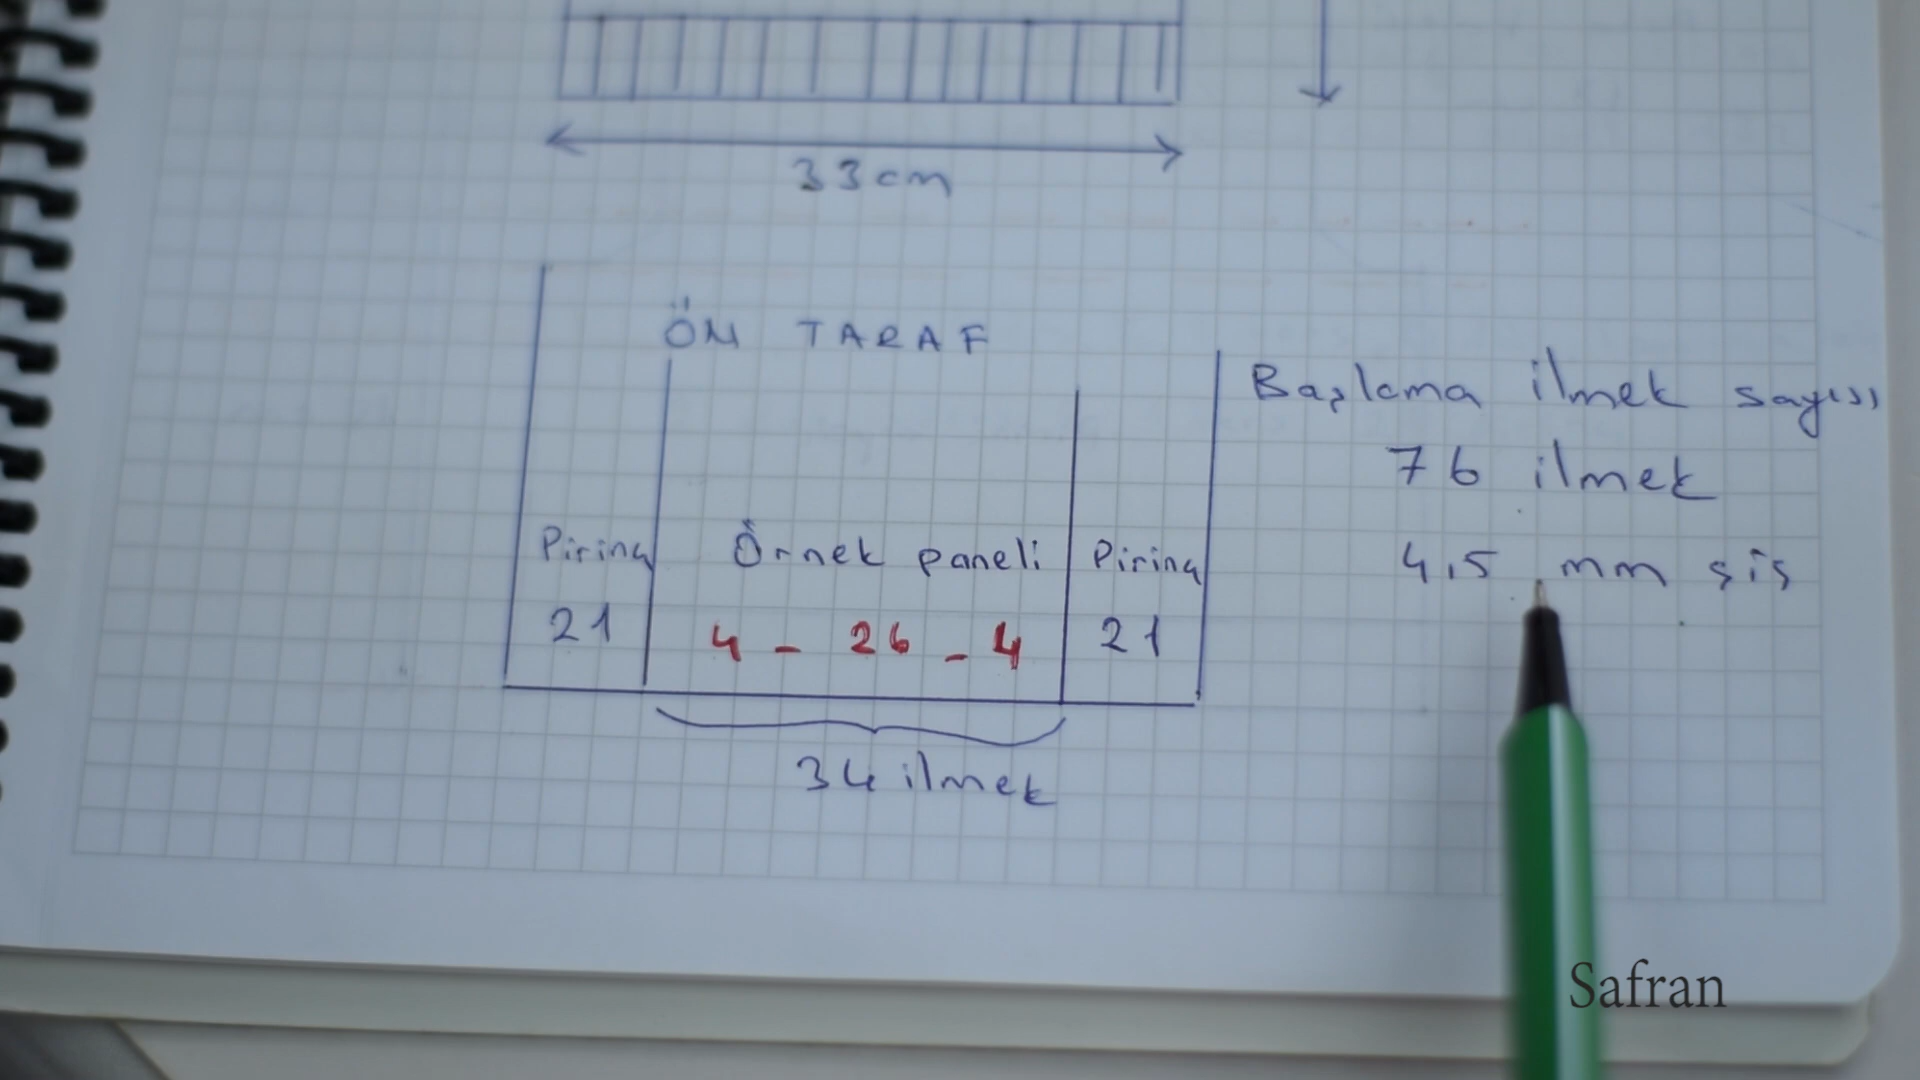 33cm
ÖN TARAF
Başlama ilmek sayısı
76 ilmek
4,5 mm şiş
Pirinç Örnek paneli Pirinç
21 4 - 26 - 4 21
34 ilmek
Safran